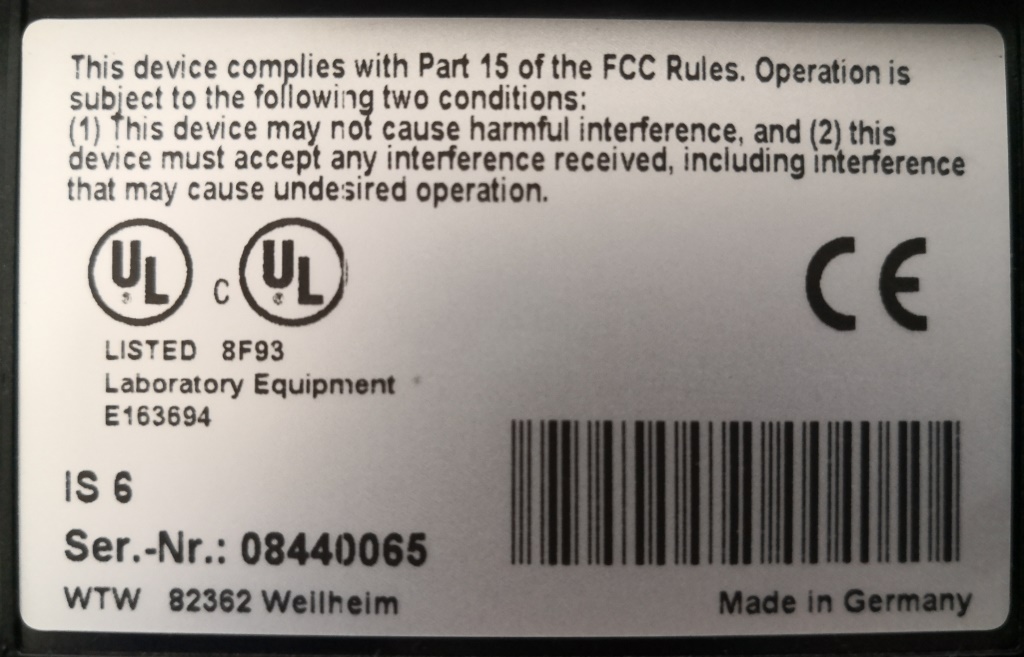 This device complies with Part 15 of the FCC Rules. Operation is
subject to the following two conditions:
(1) This device may not cause harmful interference, and (2) this
device must accept any interference received, including interference
that may cause undesired operation.
UL C UL CE
LISTED 8F93
Laboratory Equipment
E163694
IS 6
Ser.-Nr.: 08440065
WTW 82362 Weilheim
Made in Germany